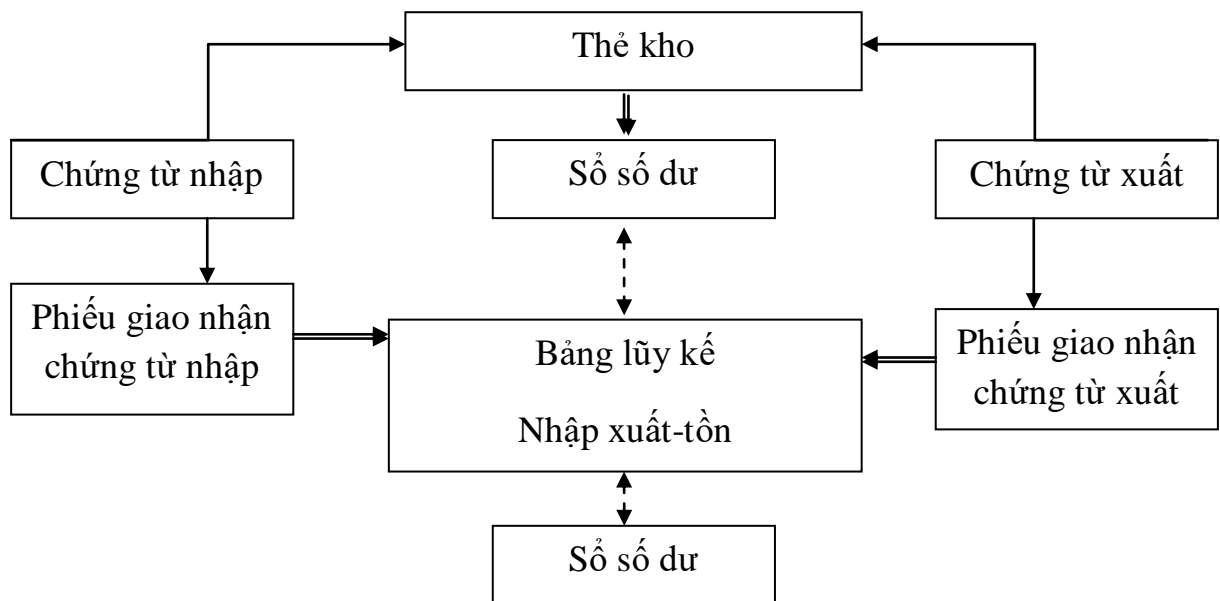 Thẻ kho
Chứng từ nhập
Sổ số dư
Chứng từ xuất
Phiếu giao nhận
chứng từ nhập
Bảng lũy kế
Nhập xuất-tồn
Phiếu giao nhận
chứng từ xuất
Sổ số dư